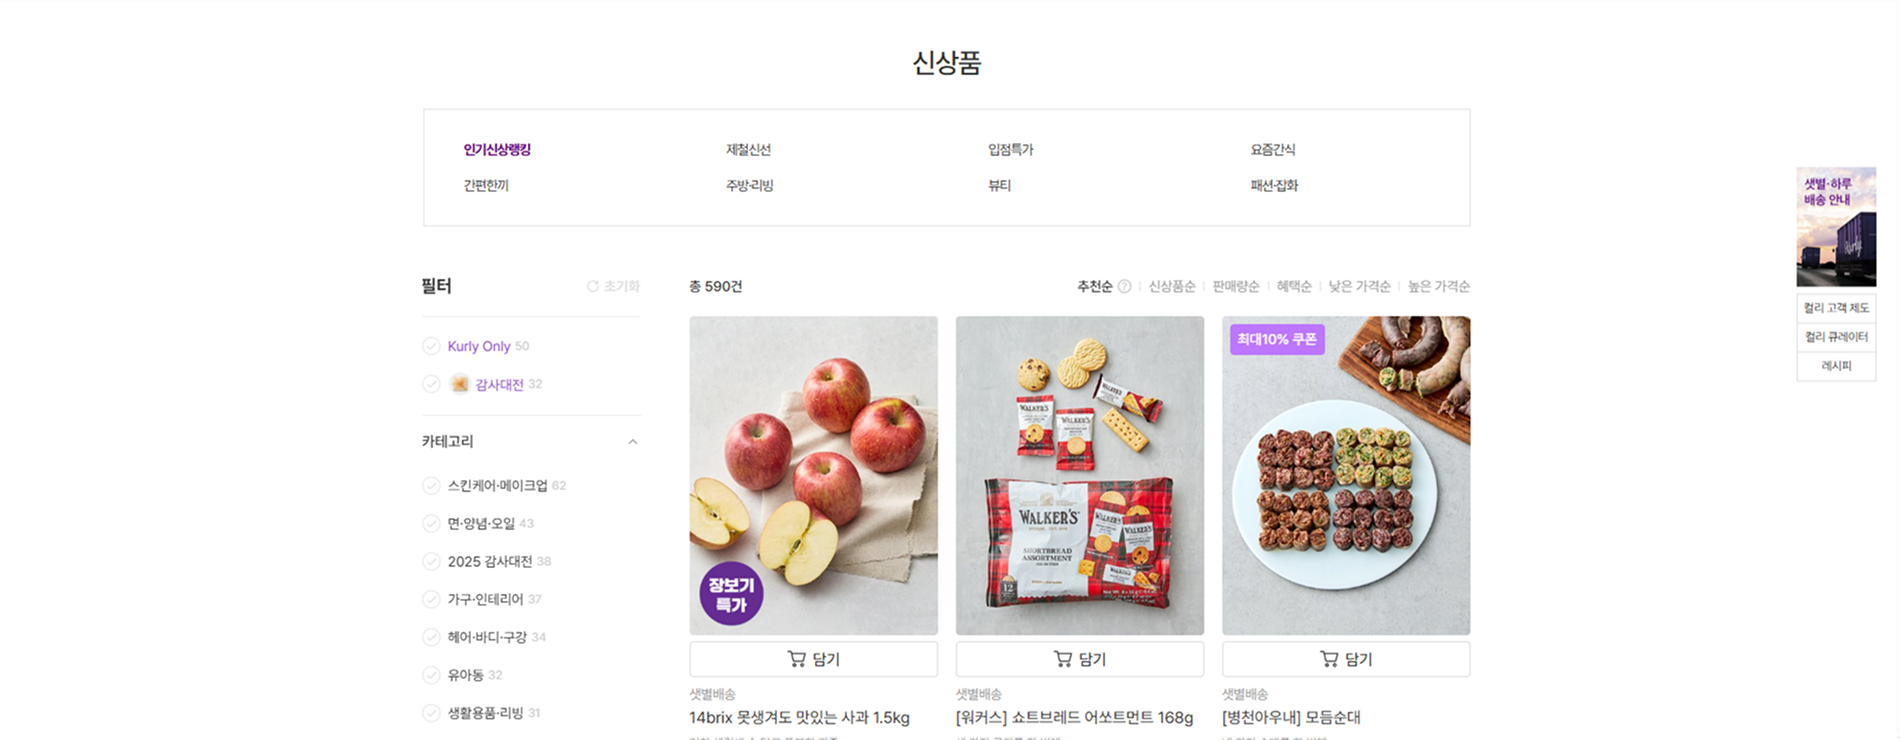 신상품
인기신상랭킹 제철신선 입점특가 요즘간식
간편한끼 주방·리빙 뷰티 패션·잡화
샛별·하루
배송 안내
Kurly
컬리 고객 제도
컬리 큐레이터
레시피
필터 초기화
Kurly Only 50
감사대전 32
카테고리
스킨케어·메이크업 62
면·양념·오일 43
2025 감사대전 38
가구·인테리어 37
헤어·바디·구강 34
유아동 32
생활용품·리빙 31
총 590건
추천순 ? | 신상품순 | 판매량순 | 혜택순 | 낮은 가격순 | 높은 가격순
장보기
특가
담기
샛별배송
14brix 못생겨도 맛있는 사과 1.5kg
WALKER'S
WALKER'S
WALKER'S
SHORTBREAD
ASSORTMENT
12
담기
샛별배송
[워커스] 쇼트브레드 어쏘트먼트 168g
최대10% 쿠폰
담기
샛별배송
[병천아우내] 모듬순대